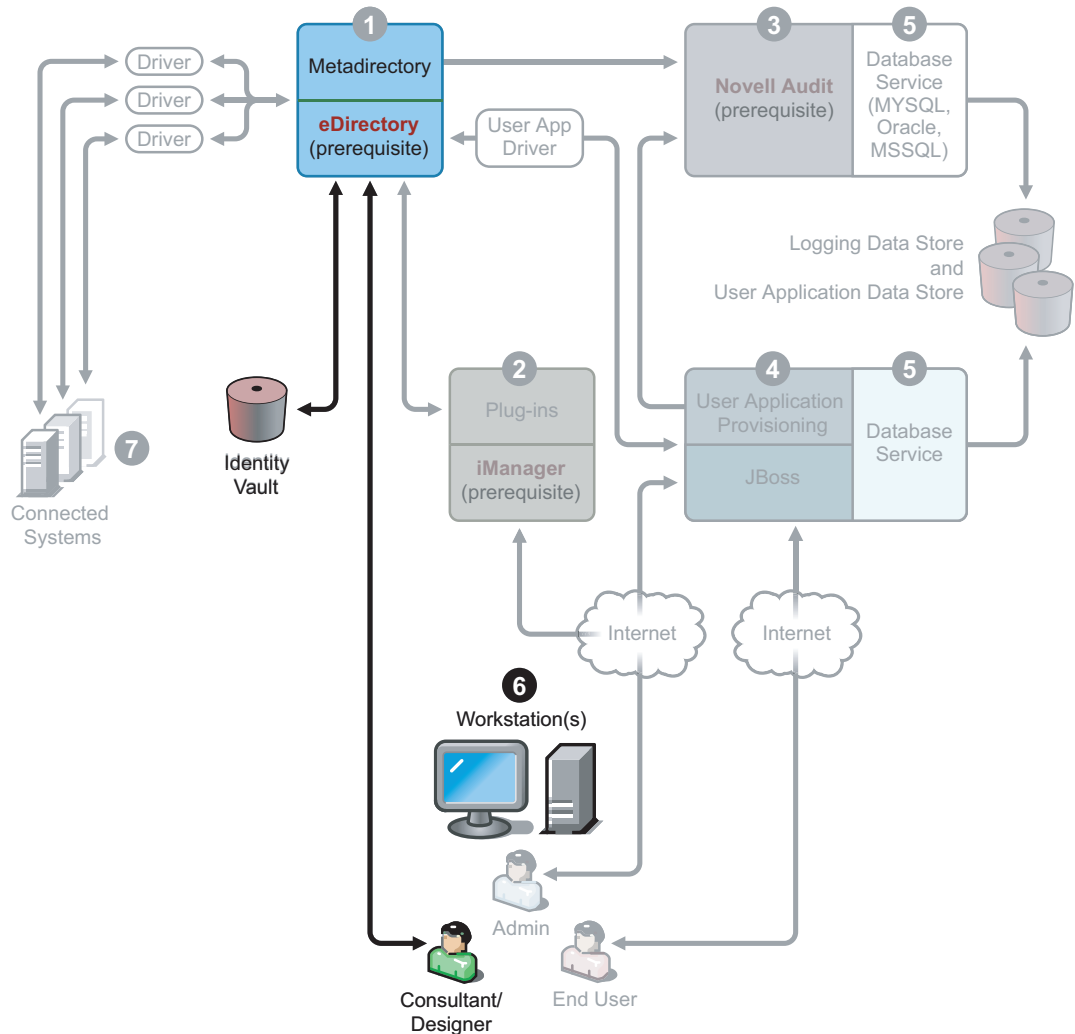 1
3
5
Driver
Driver
Driver
Metadirectory
eDirectory
(prerequisite)
User App
Driver
Novell Audit
(prerequisite)
Database
Service
(MYSQL,
Oracle,
MSSQL)
Logging Data Store
and
User Application Data Store
2
4
5
Plug-ins
iManager
(prerequisite)
User Application
Provisioning
JBoss
Database
Service
7
Connected
Systems
Identity
Vault
Internet
Internet
6
Workstation(s)
Admin
End User
Consultant/
Designer